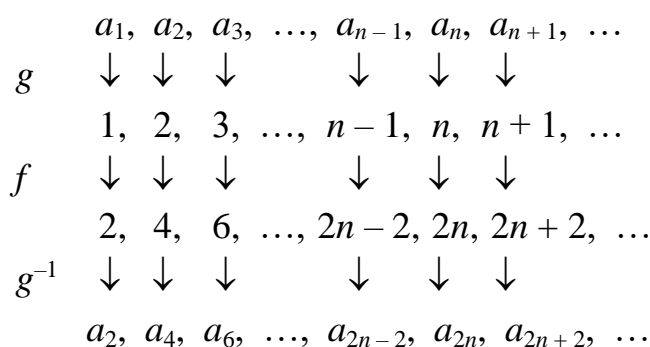 a₁, a₂, a₃, …, aₙ₋₁, aₙ, aₙ₊₁, …
g ↓ ↓ ↓ ↓ ↓ ↓
1, 2, 3, …, n – 1, n, n + 1, …
f ↓ ↓ ↓ ↓ ↓ ↓
2, 4, 6, …, 2n – 2, 2n, 2n + 2, …
g⁻¹ ↓ ↓ ↓ ↓ ↓ ↓
a₂, a₄, a₆, …, a₂ₙ₋₂, a₂ₙ, a₂ₙ₊₂, …